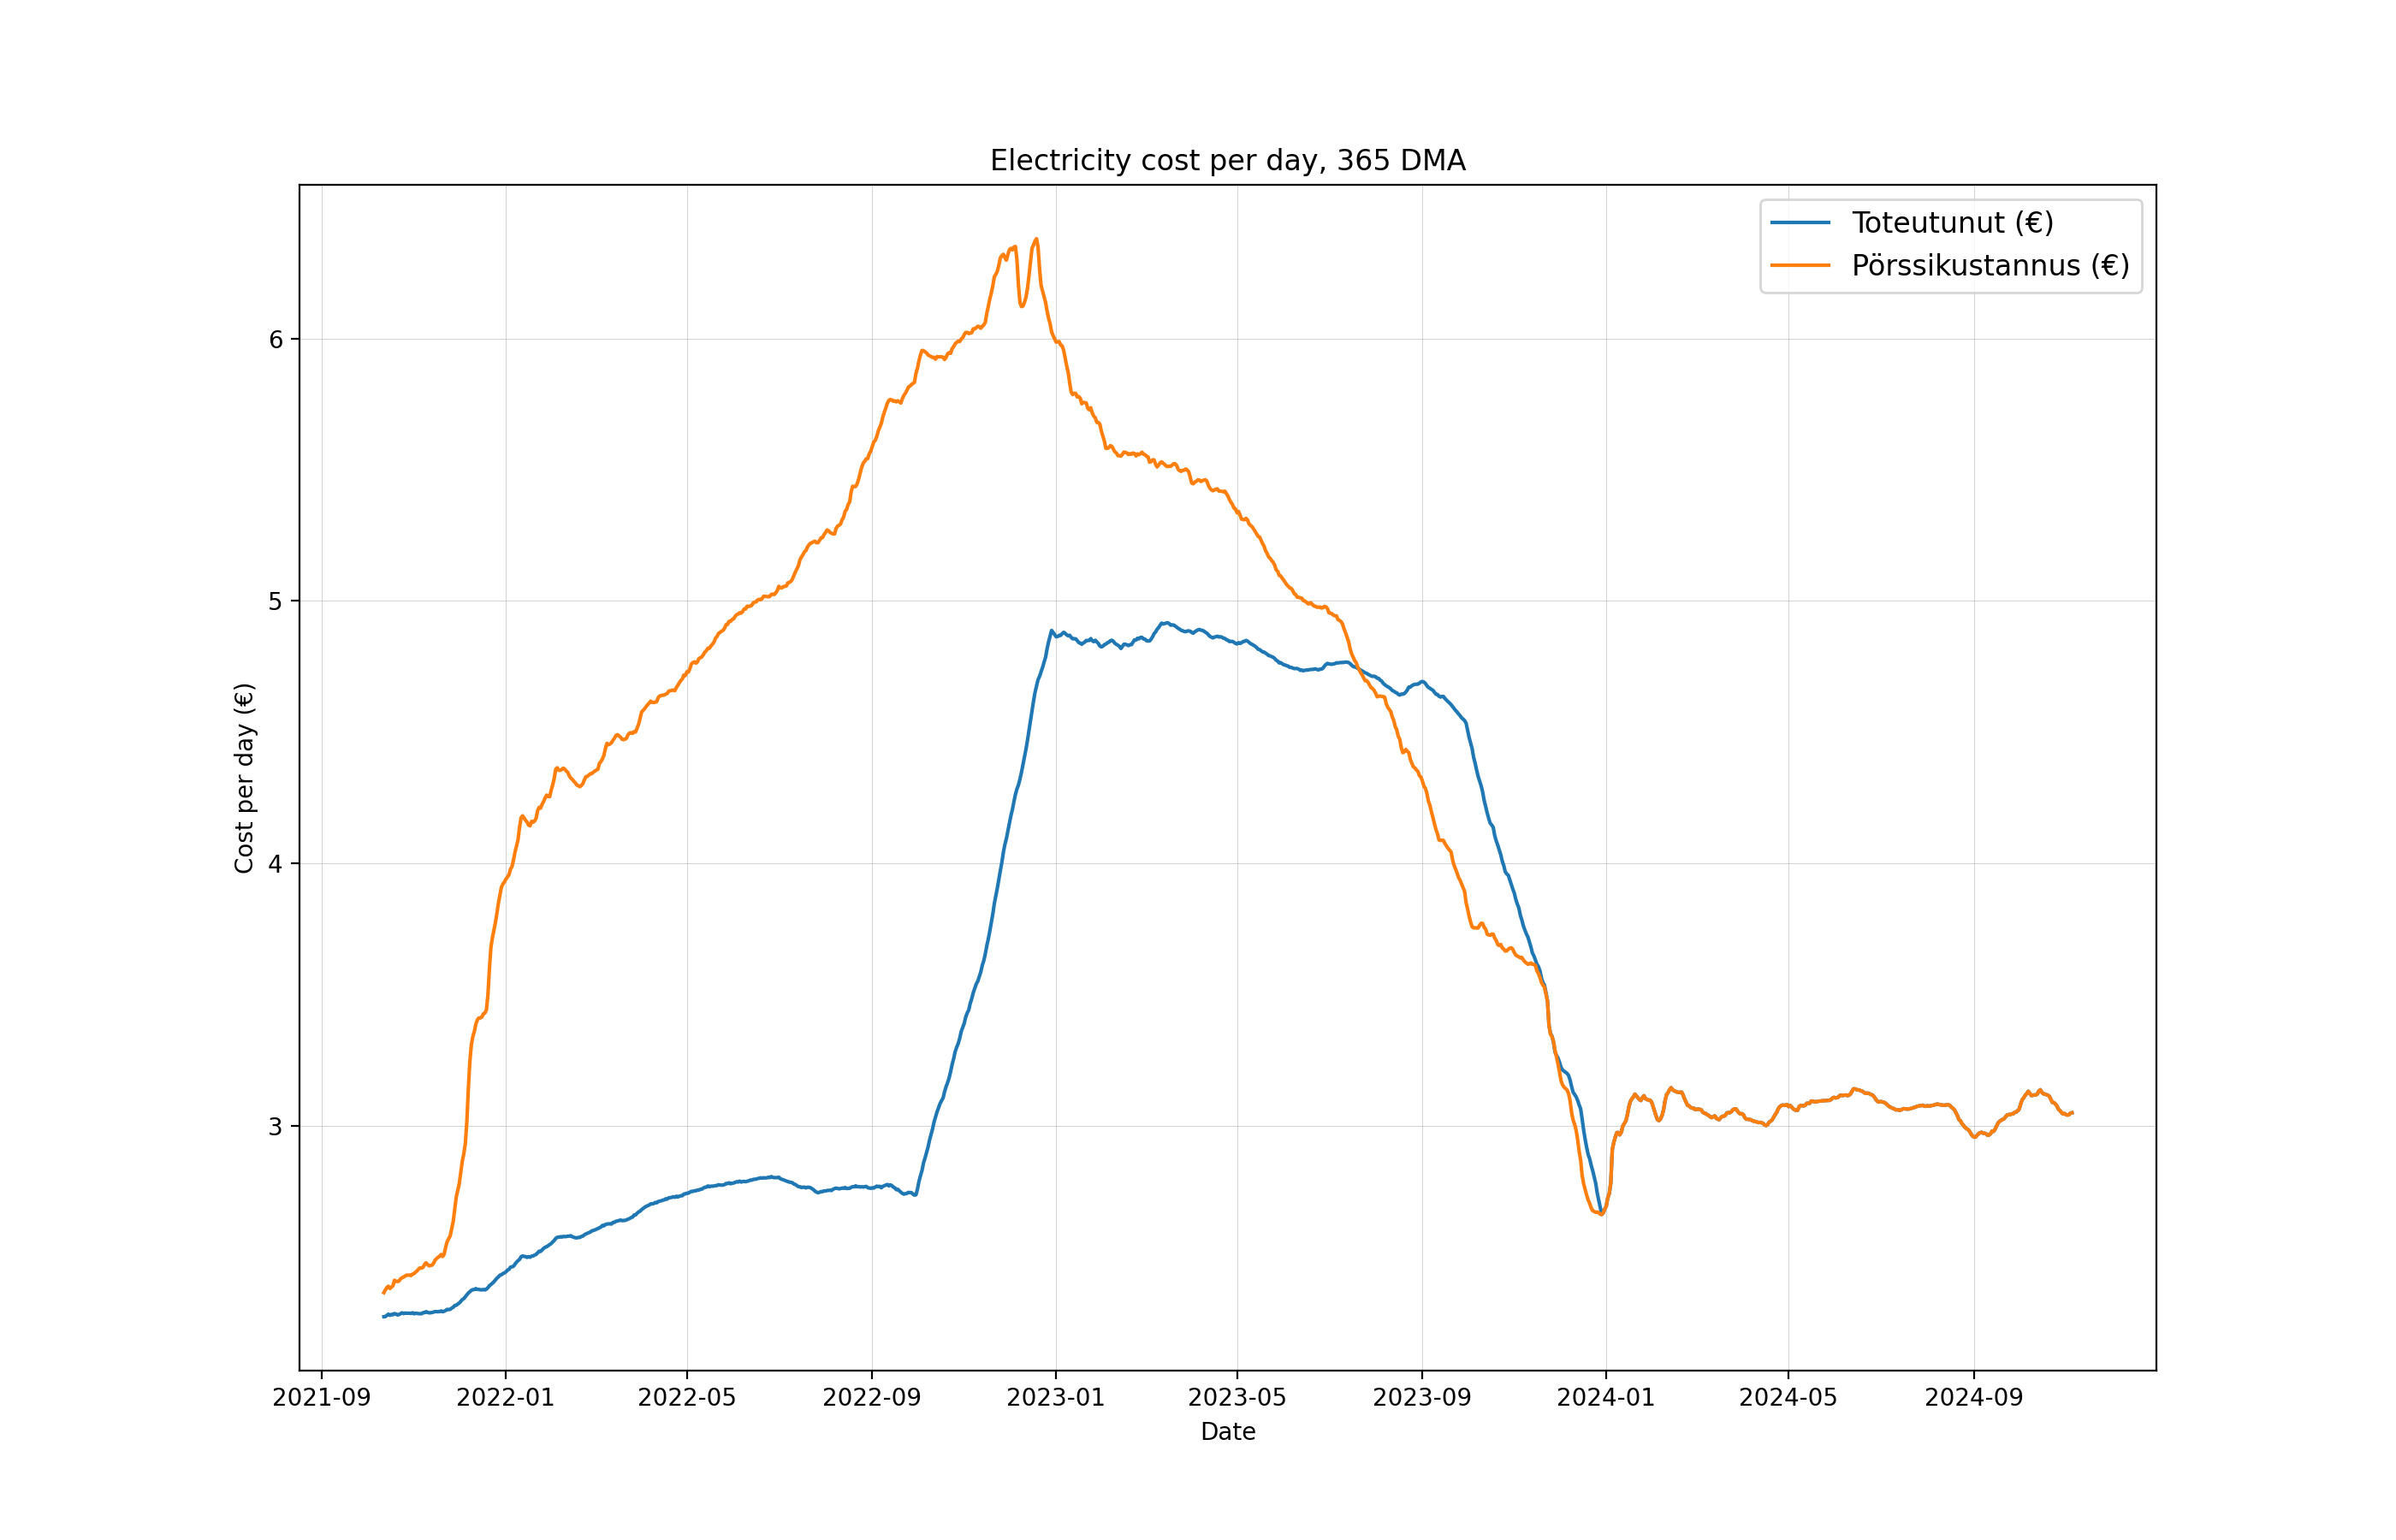 Electricity cost per day, 365 DMA
Toteutunut (€)
Pörssikustannus (€)
Cost per day (€)
6
5
4
3
2021-09 2022-01 2022-05 2022-09 2023-01 2023-05 2023-09 2024-01 2024-05 2024-09
Date